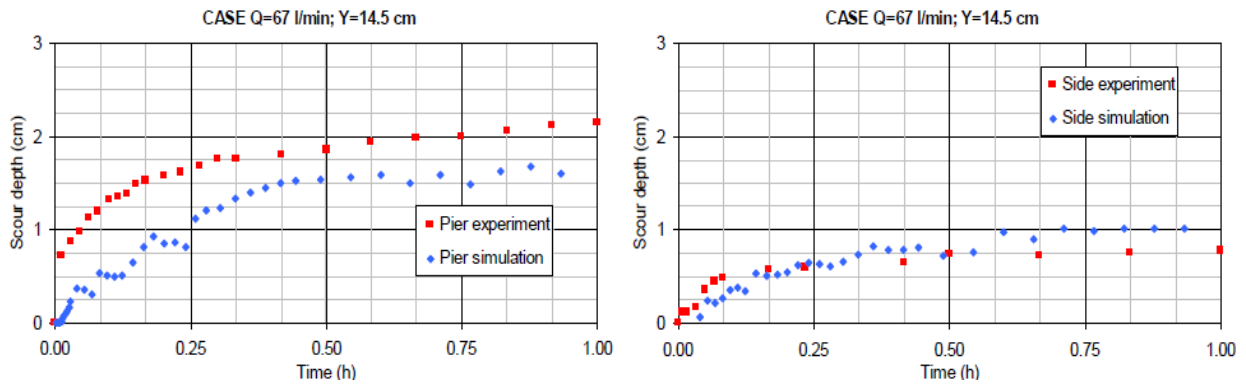 CASE Q=67 l/min; Y=14.5 cm
3
2
1
0
Scour depth (cm)
Pier experiment
Pier simulation
0.00 0.25 0.50 0.75 1.00
Time (h)
CASE Q=67 l/min; Y=14.5 cm
3
2
1
0
Scour depth (cm)
Side experiment
Side simulation
0.00 0.25 0.50 0.75 1.00
Time (h)